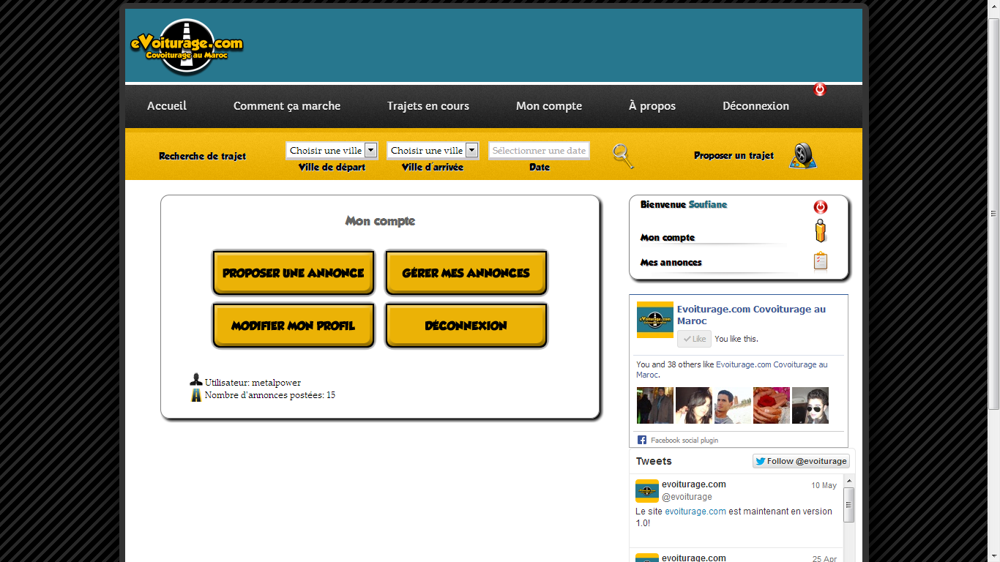 eVoiturage.com
Covoiturage au Maroc
Accueil Comment ça marche Trajets en cours Mon compte À propos Déconnexion
Recherche de trajet
Choisir une ville Choisir une ville Sélectionner une date
Ville de départ Ville d'arrivée Date
Proposer un trajet
Mon compte
PROPOSER UNE ANNONCE GÉRER MES ANNONCES
MODIFIER MON PROFIL DÉCONNEXION
Utilisateur: metalpower
Nombre d'annonces postées: 15
Bienvenue Soufiane
Mon compte
Mes annonces
eVoiturage.com
Evoiturage.com Covoiturage au
Maroc
Like You like this.
You and 38 others like Evoiturage.com Covoiturage au
Maroc.
Facebook social plugin
Tweets Follow @evoiturage
evoiturage.com 10 May
@evoiturage
Le site evoiturage.com est maintenant en version
1.0!
evoiturage.com 25 Apr